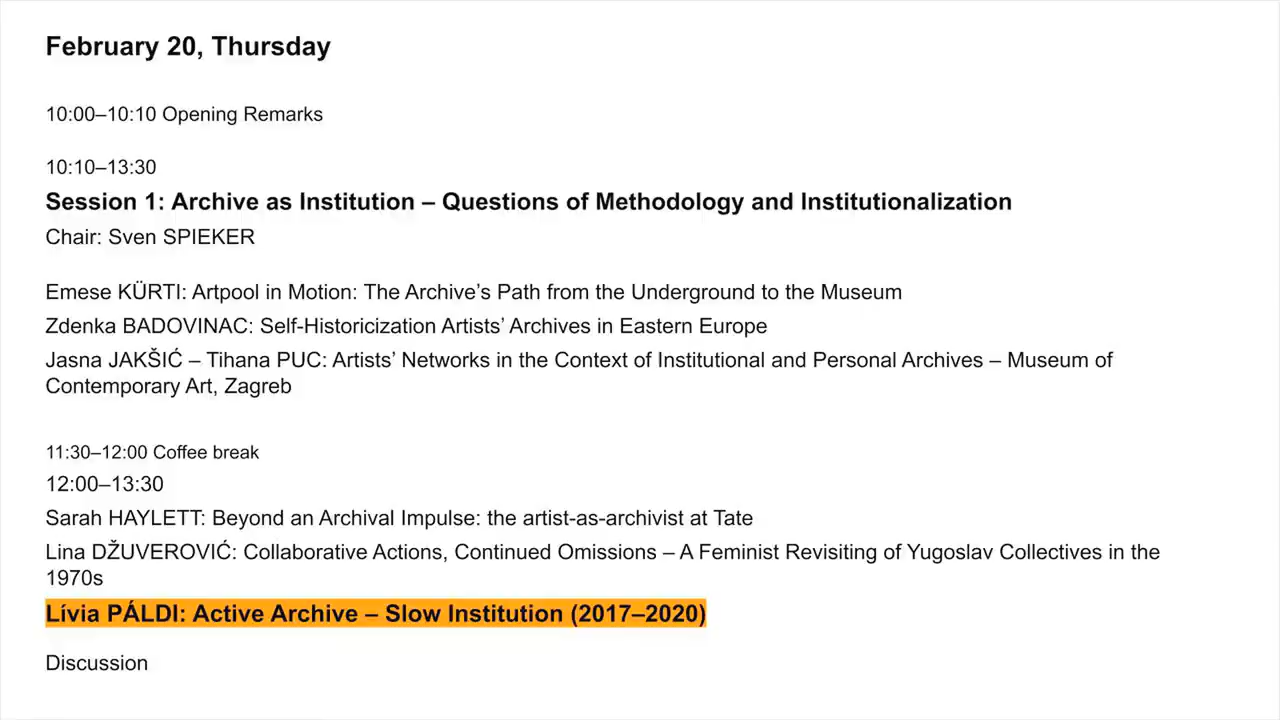 February 20, Thursday
10:00–10:10 Opening Remarks
10:10–13:30
Session 1: Archive as Institution – Questions of Methodology and Institutionalization
Chair: Sven SPIEKER
Emese KÜRTI: Artpool in Motion: The Archive’s Path from the Underground to the Museum
Zdenka BADOVINAC: Self-Historicization Artists’ Archives in Eastern Europe
Jasna JAKŠIĆ – Tihana PUC: Artists’ Networks in the Context of Institutional and Personal Archives – Museum of
Contemporary Art, Zagreb
11:30–12:00 Coffee break
12:00–13:30
Sarah HAYLETT: Beyond an Archival Impulse: the artist-as-archivist at Tate
Lina DŽUVEROVIĆ: Collaborative Actions, Continued Omissions – A Feminist Revisiting of Yugoslav Collectives in the
1970s
Lívia PÁLDI: Active Archive – Slow Institution (2017–2020)
Discussion